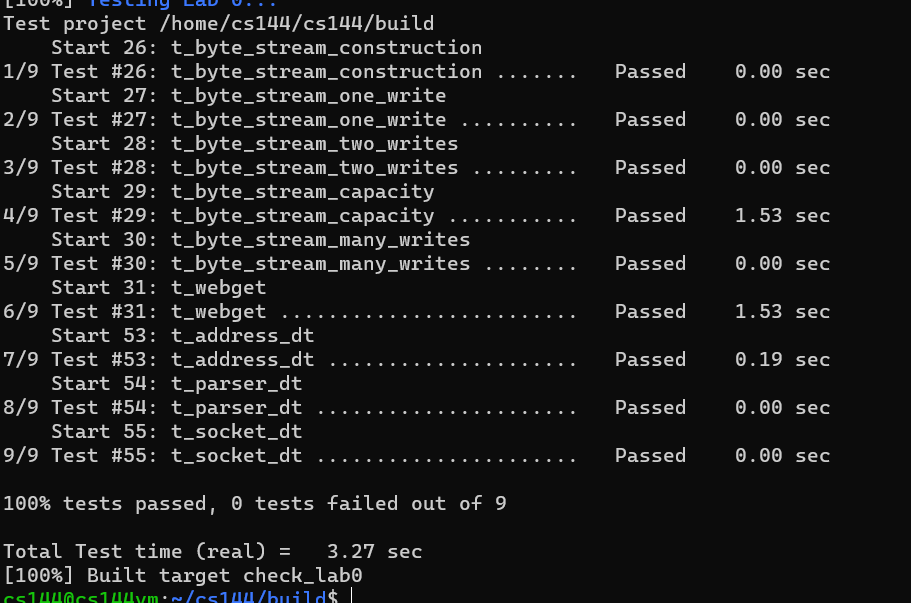 [100%] Testing Lab 0...
Test project /home/cs144/cs144/build
    Start 26: t_byte_stream_construction
1/9 Test #26: t_byte_stream_construction .......   Passed    0.00 sec
    Start 27: t_byte_stream_one_write
2/9 Test #27: t_byte_stream_one_write ..........   Passed    0.00 sec
    Start 28: t_byte_stream_two_writes
3/9 Test #28: t_byte_stream_two_writes .........   Passed    0.00 sec
    Start 29: t_byte_stream_capacity
4/9 Test #29: t_byte_stream_capacity ...........   Passed    1.53 sec
    Start 30: t_byte_stream_many_writes
5/9 Test #30: t_byte_stream_many_writes ........   Passed    0.00 sec
    Start 31: t_webget
6/9 Test #31: t_webget .........................   Passed    1.53 sec
    Start 53: t_address_dt
7/9 Test #53: t_address_dt .....................   Passed    0.19 sec
    Start 54: t_parser_dt
8/9 Test #54: t_parser_dt ......................   Passed    0.00 sec
    Start 55: t_socket_dt
9/9 Test #55: t_socket_dt ......................   Passed    0.00 sec

100% tests passed, 0 tests failed out of 9

Total Test time (real) =   3.27 sec
[100%] Built target check_lab0
cs144@cs144vm:~/cs144/build$